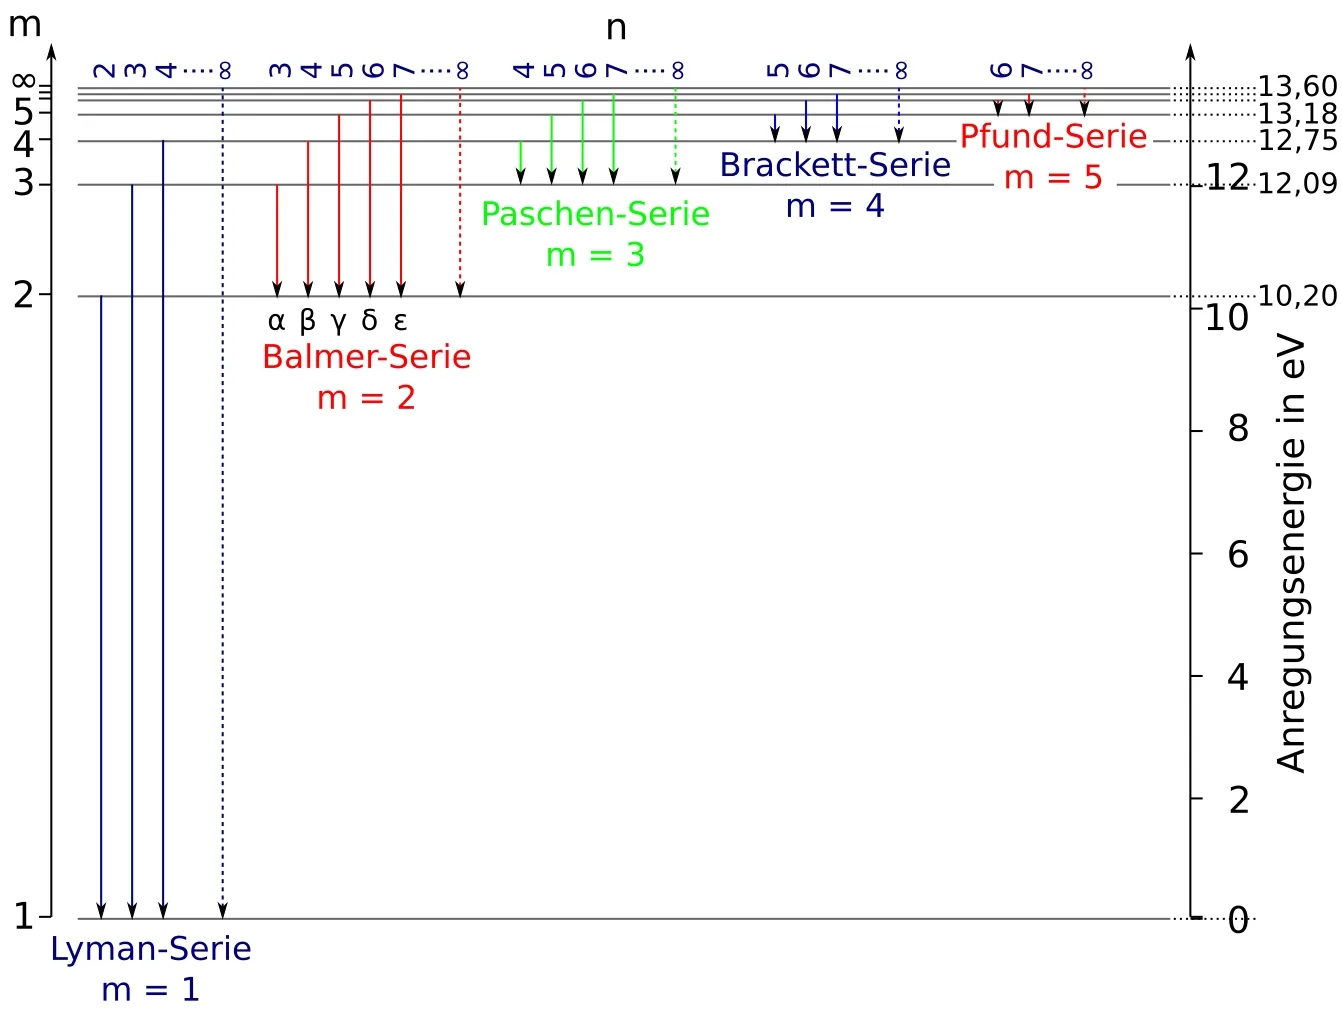 m
n
2 3 4 ..... ∞
3 4 5 6 7 ..... ∞
4 5 6 7 ..... ∞
5 6 7 ..... ∞
6 7 ..... ∞
∞
5
4
3
2
1
13,60
13,18
12,75
12 12,09
10,20
10
8
6
4
2
0
Anregungsenergie in eV
Pfund-Serie
m = 5
Brackett-Serie
m = 4
Paschen-Serie
m = 3
α β γ δ ε
Balmer-Serie
m = 2
Lyman-Serie
m = 1